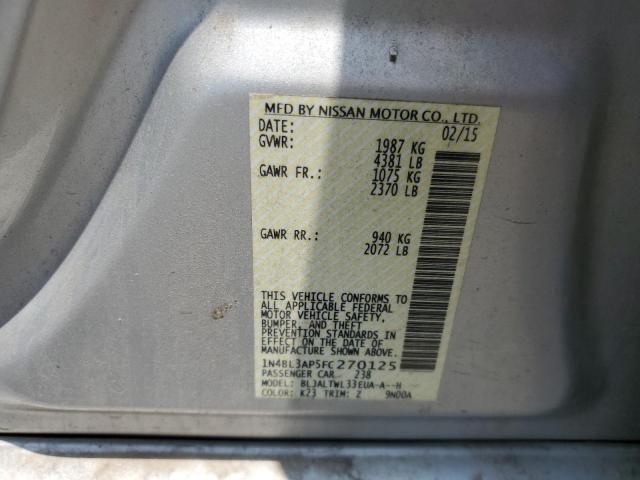 MFD BY NISSAN MOTOR CO., LTD.
DATE: 02/15
GVWR: 1987 KG
4381 LB
GAWR FR.: 1075 KG
2370 LB
GAWR RR.: 940 KG
2072 LB
THIS VEHICLE CONFORMS TO
ALL APPLICABLE FEDERAL
MOTOR VEHICLE SAFETY,
BUMPER, AND THEFT
PREVENTION STANDARDS IN
EFFECT ON THE DATE OF
MANUFACTURE SHOWN ABOVE.
1N4BL3AP5FC270125
PASSENGER CAR 238
MODEL: BLJALTWL33EUA-A--H
COLOR: K23 TRIM: Z 9N00A